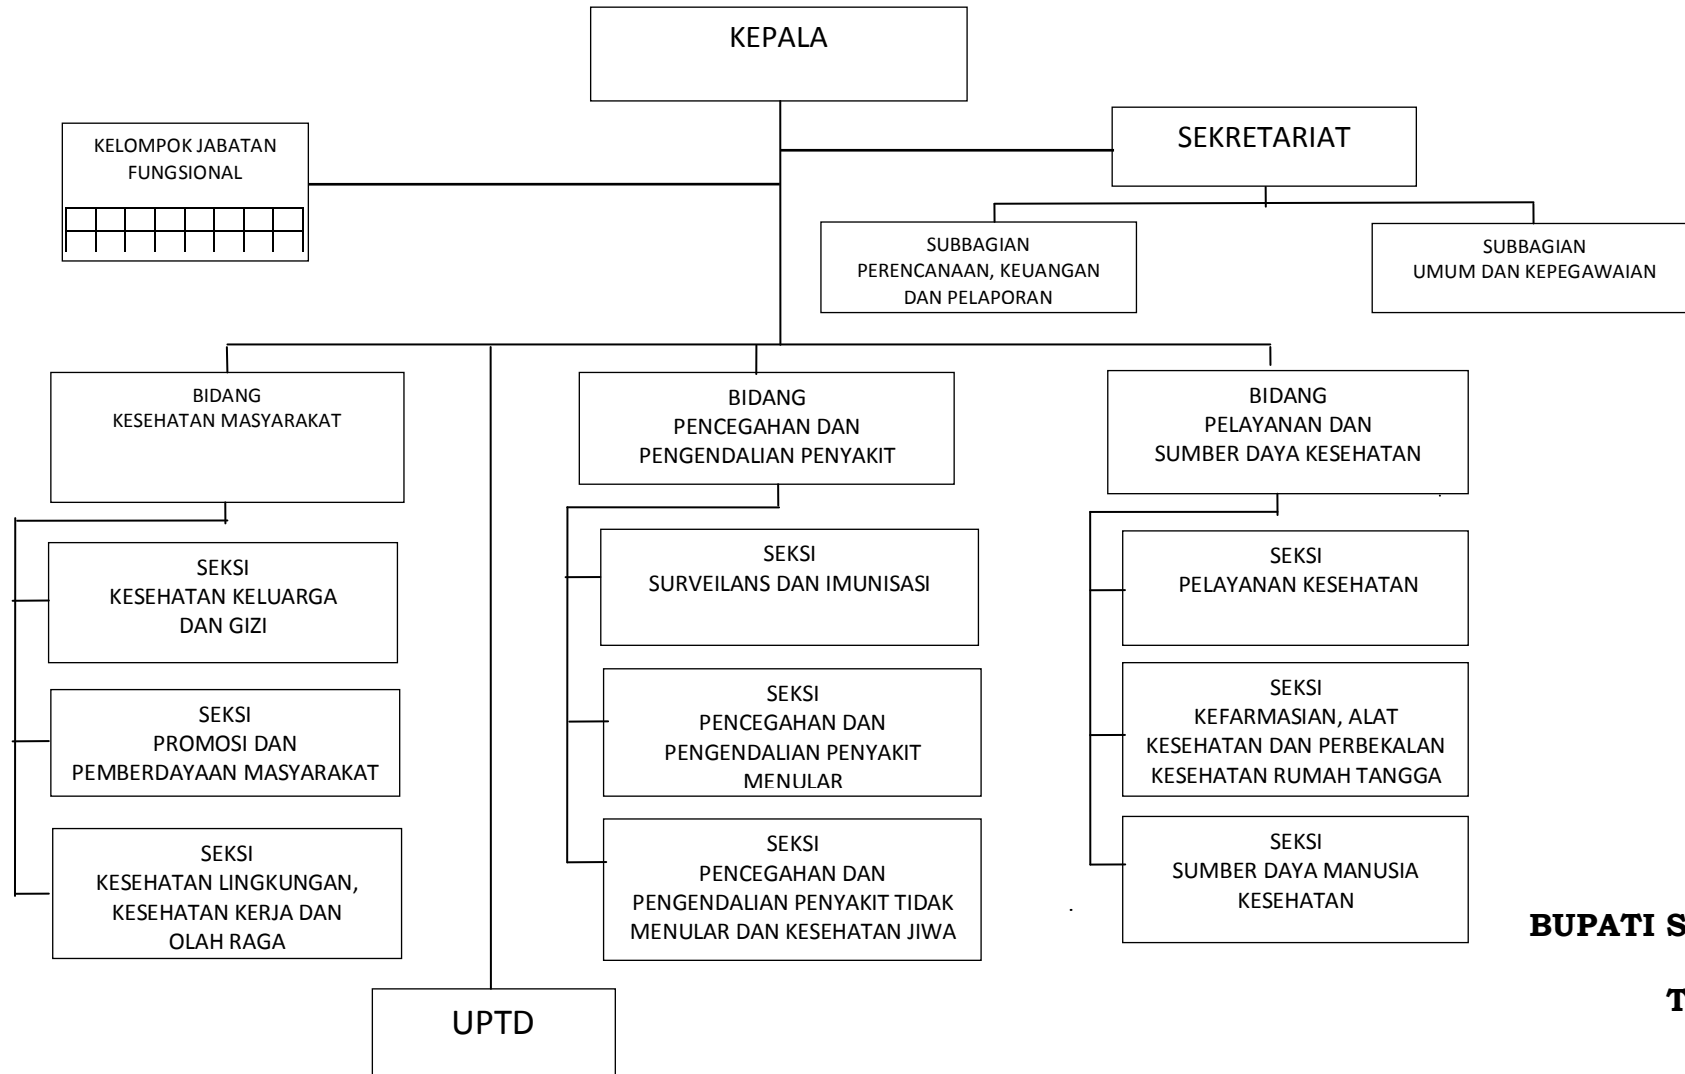 KEPALA
KELOMPOK JABATAN
FUNGSIONAL
SEKRETARIAT
SUBBAGIAN
PERENCANAAN, KEUANGAN
DAN PELAPORAN
SUBBAGIAN
UMUM DAN KEPEGAWAIAN
BIDANG
KESEHATAN MASYARAKAT
SEKSI
KESEHATAN KELUARGA
DAN GIZI
SEKSI
PROMOSI DAN
PEMBERDAYAAN MASYARAKAT
SEKSI
KESEHATAN LINGKUNGAN,
KESEHATAN KERJA DAN
OLAH RAGA
UPTD
BIDANG
PENCEGAHAN DAN
PENGENDALIAN PENYAKIT
SEKSI
SURVEILANS DAN IMUNISASI
SEKSI
PENCEGAHAN DAN
PENGENDALIAN PENYAKIT
MENULAR
SEKSI
PENCEGAHAN DAN
PENGENDALIAN PENYAKIT TIDAK
MENULAR DAN KESEHATAN JIWA
BIDANG
PELAYANAN DAN
SUMBER DAYA KESEHATAN
SEKSI
PELAYANAN KESEHATAN
SEKSI
KEFARMASIAN, ALAT
KESEHATAN DAN PERBEKALAN
KESEHATAN RUMAH TANGGA
SEKSI
SUMBER DAYA MANUSIA
KESEHATAN
BUPATI